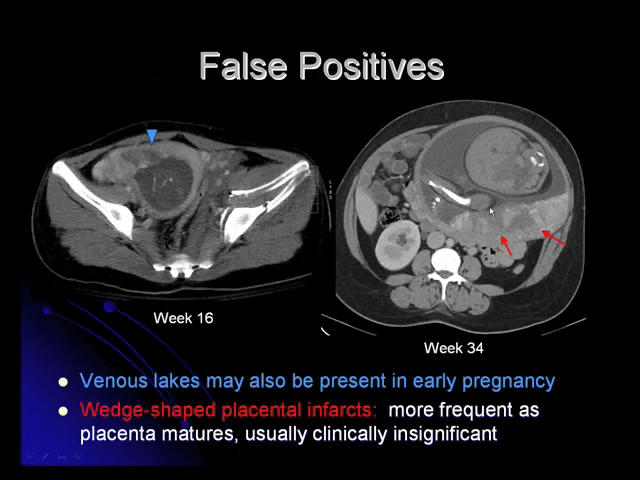 False Positives
Week 16
Week 34
Venous lakes may also be present in early pregnancy
Wedge-shaped placental infarcts: more frequent as
placenta matures, usually clinically insignificant